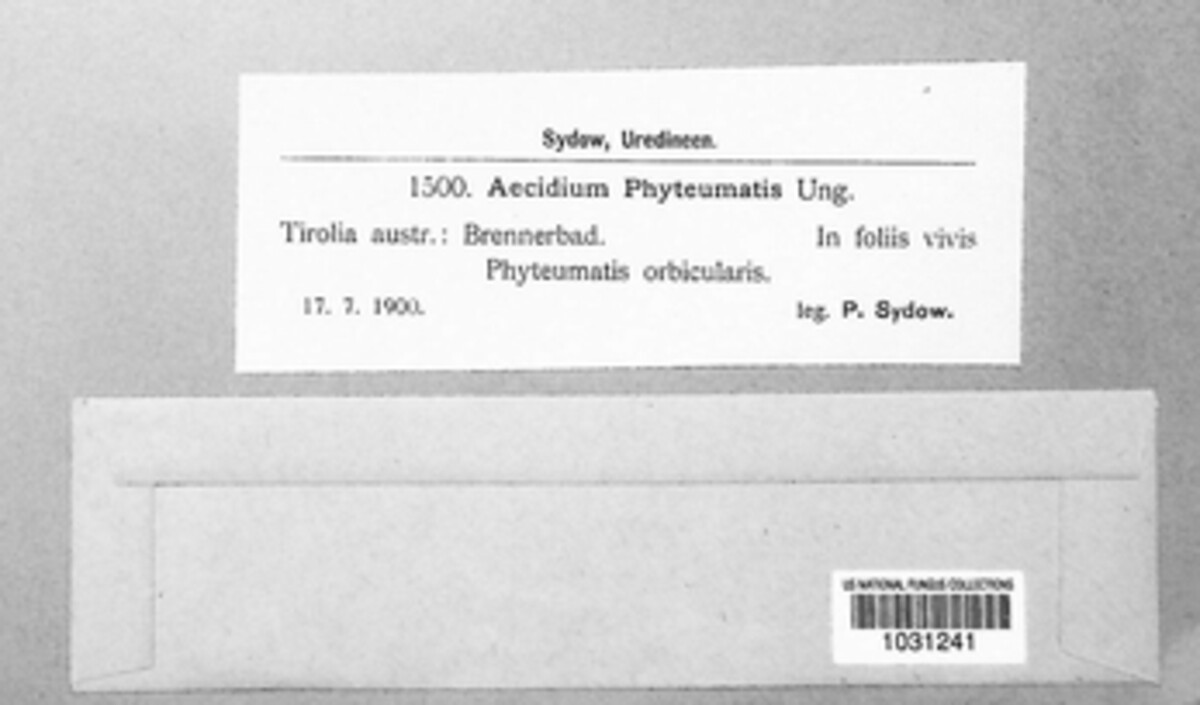 Sydow, Uredineen.
1500. Aecidium Phyteumatis Ung.
Tirolia austr.: Brennerbad. In foliis vivis
Phyteumatis orbicularis.
17. 7. 1900. leg. P. Sydow.
US NATIONAL FUNGUS COLLECTIONS
1031241